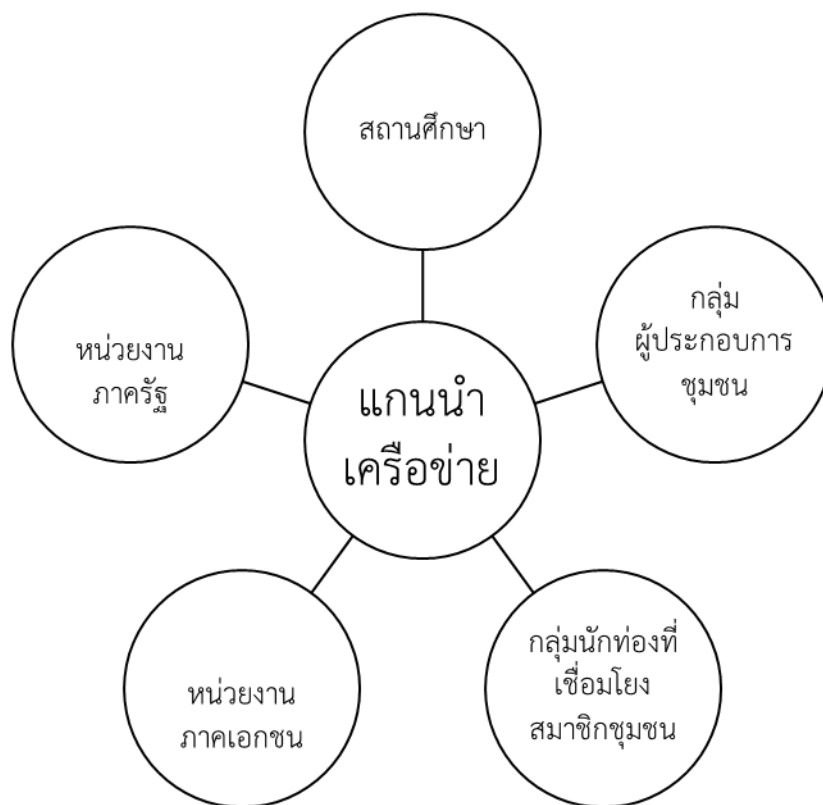 สถานศึกษา
กลุ่ม
ผู้ประกอบการ
ชุมชน
กลุ่มนักท่องที่
เชื่อมโยง
สมาชิกชุมชน
หน่วยงาน
ภาคเอกชน
หน่วยงาน
ภาครัฐ
แกนนำ
เครือข่าย